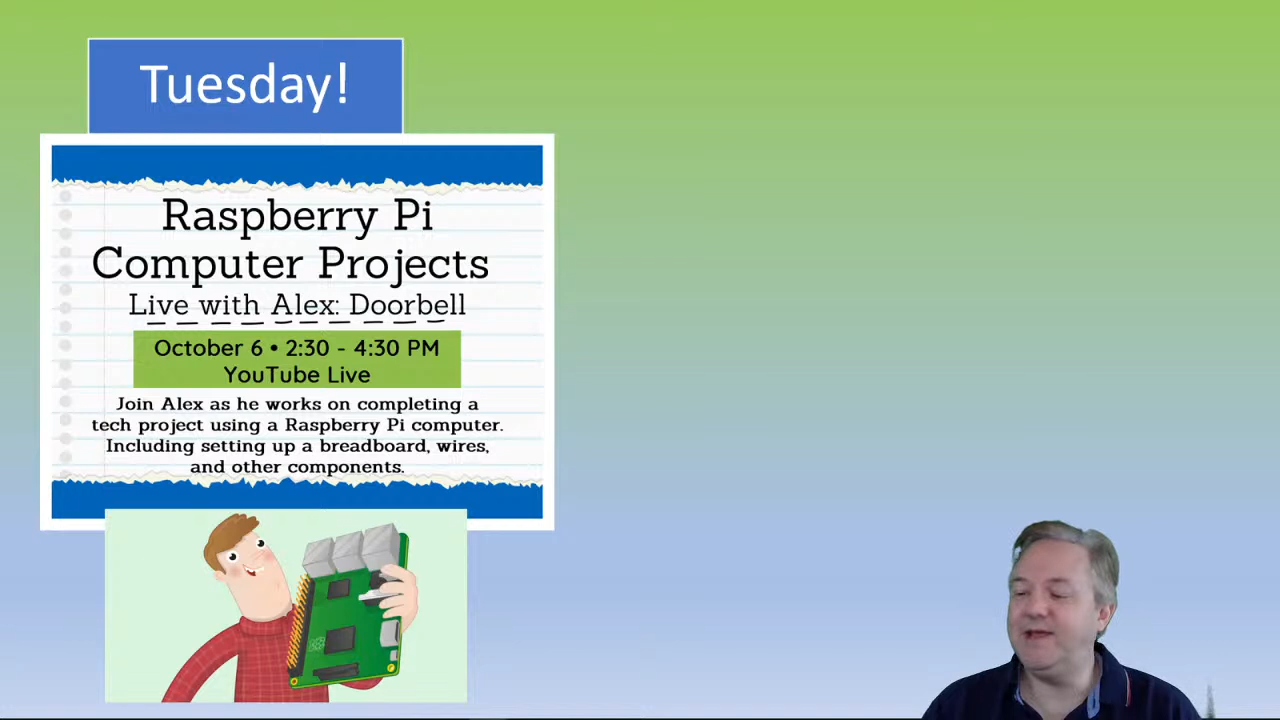 Tuesday!
Raspberry Pi
Computer Projects
Live with Alex: Doorbell
October 6 • 2:30 - 4:30 PM
YouTube Live
Join Alex as he works on completing a
tech project using a Raspberry Pi computer.
Including setting up a breadboard, wires,
and other components.